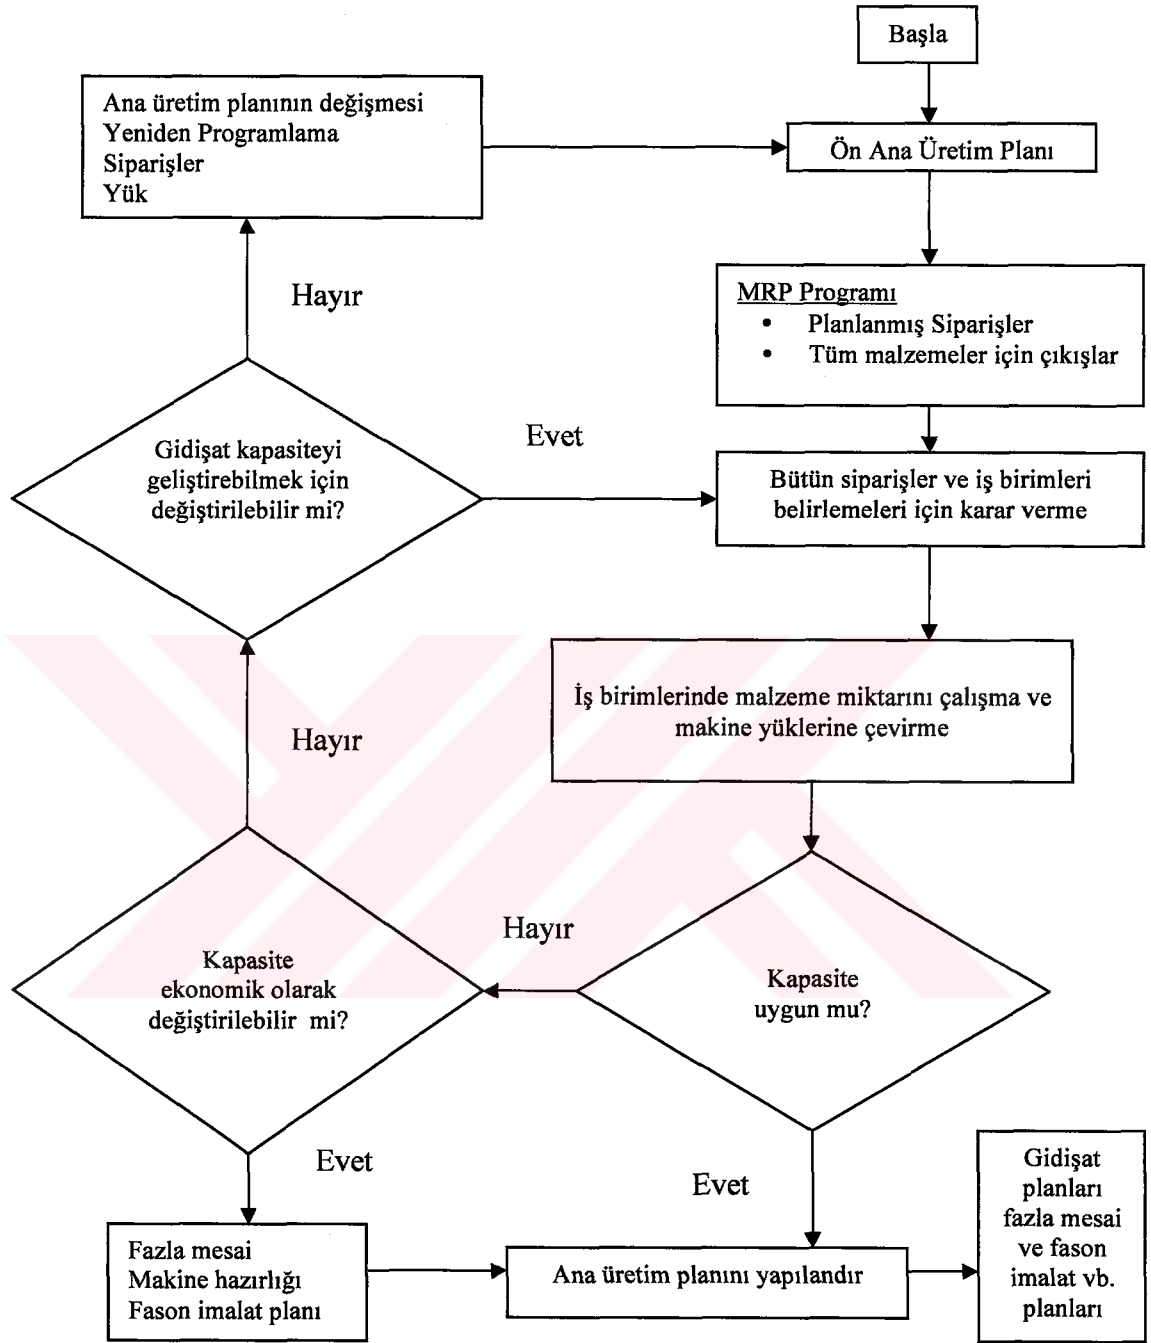 Başla
Ana üretim planının değişmesi
Yeniden Programlama
Siparişler
Yük
Ön Ana Üretim Planı
Hayır
MRP Programı
• Planlanmış Siparişler
• Tüm malzemeler için çıkışlar
Gidişat kapasiteyi
geliştirebilmek için
değiştirilebilir mi?
Evet
Bütün siparişler ve iş birimleri
belirlemeleri için karar verme
Hayır
İş birimlerinde malzeme miktarını çalışma ve
makine yüklerine çevirme
Kapasite
ekonomik olarak
değiştirilebilir mi?
Hayır
Kapasite
uygun mu?
Evet
Evet
Fazla mesai
Makine hazırlığı
Fason imalat planı
Ana üretim planını yapılandır
Gidişat
planları
fazla mesai
ve fason
imalat vb.
planları